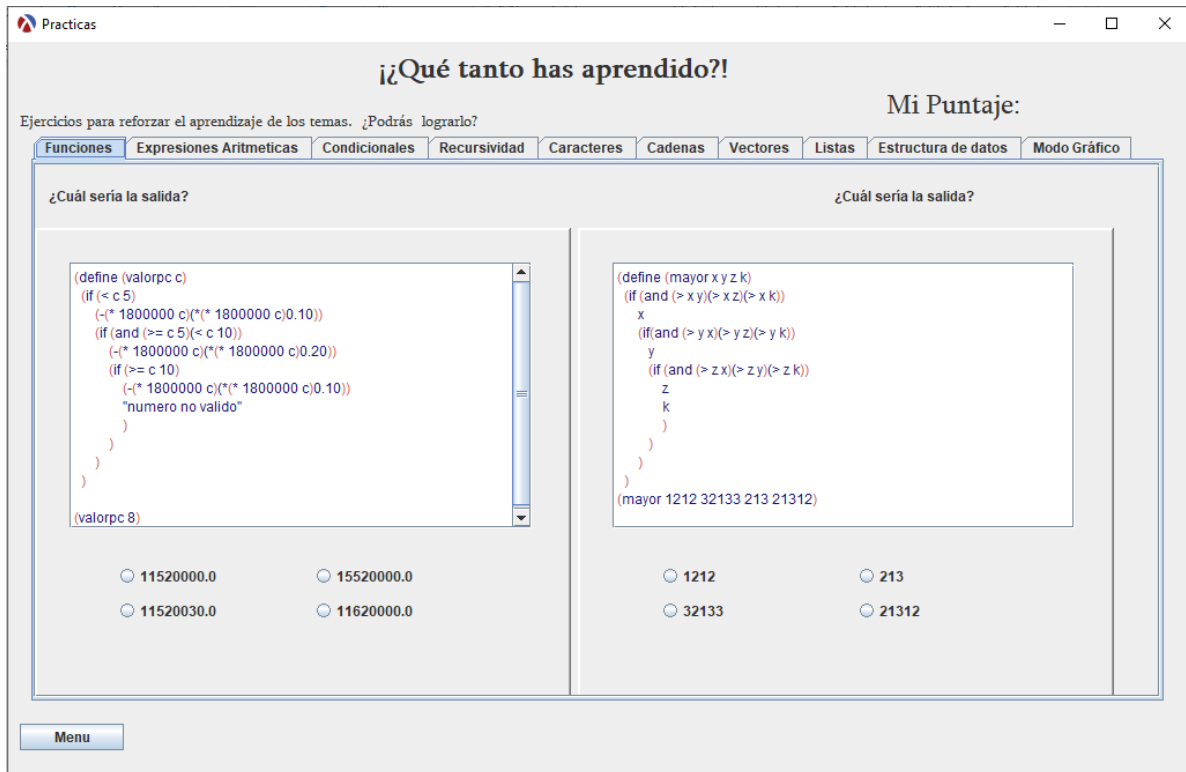 Practicas
¡¿Qué tanto has aprendido?!
Mi Puntaje:
Ejercicios para reforzar el aprendizaje de los temas. ¿Podrás lograrlo?
Funciones Expresiones Aritmeticas Condicionales Recursividad Caracteres Cadenas Vectores Listas Estructura de datos Modo Gráfico
¿Cuál sería la salida?
(define (valorpc c)
(if (< c 5)
(-(* 1800000 c)(*(* 1800000 c)0.10))
(if (and (>= c 5)(< c 10))
(-(* 1800000 c)(*(* 1800000 c)0.20))
(if (>= c 10)
(-(* 1800000 c)(*(* 1800000 c)0.10))
"numero no valido"
)
)
)
)
(valorpc 8)
11520000.0 15520000.0
11520030.0 11620000.0
¿Cuál sería la salida?
(define (mayor x y z k)
(if (and (> x y)(> x z)(> x k))
x
(if(and (> y x)(> y z)(> y k))
y
(if (and (> z x)(> z y)(> z k))
z
k
)
)
)
)
(mayor 1212 32133 213 21312)
1212 213
32133 21312
Menu